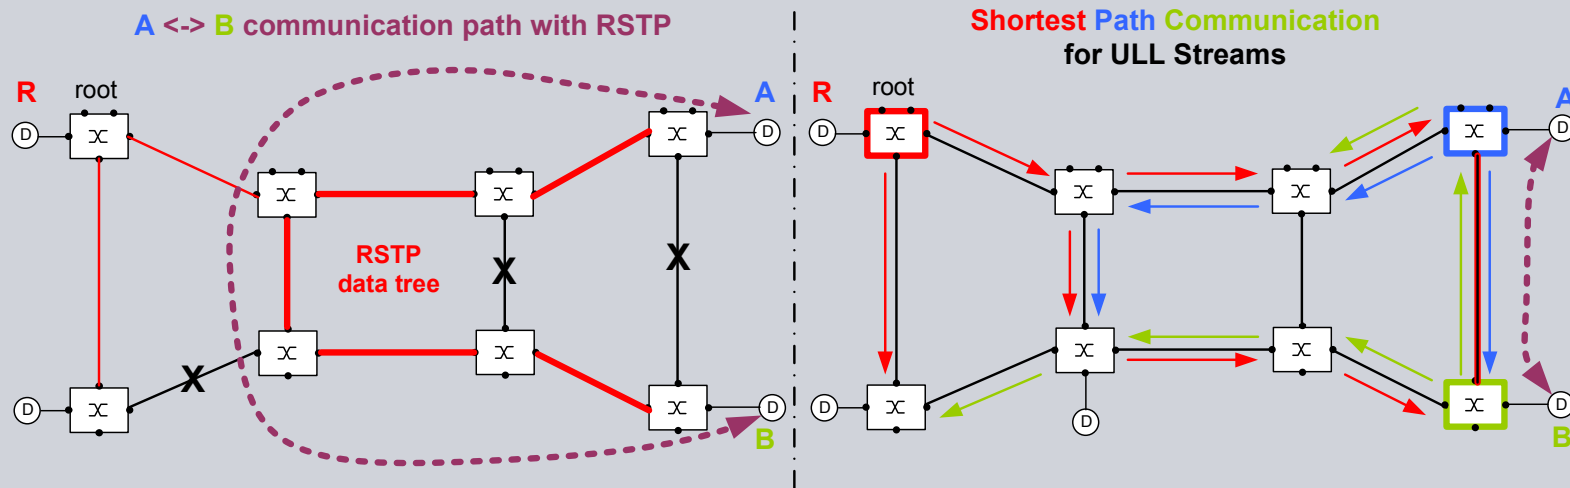 A <-> B communication path with RSTP
R
root
A
D
D
RSTP
data tree
X
X
X
D
D
B
Shortest Path Communication
for ULL Streams
R
root
A
D
D
D
D
D
B